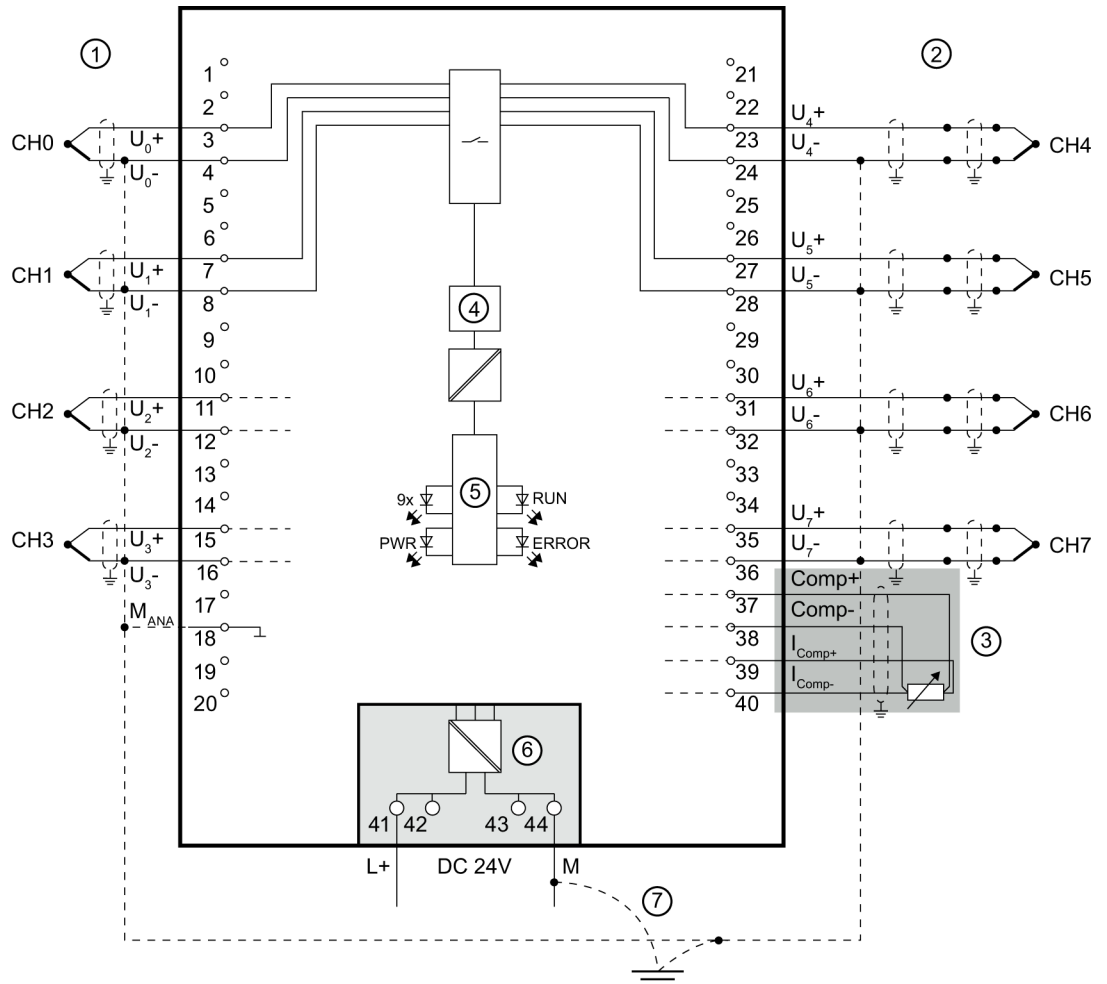 ① ②
1 21
2 22
CH0 U0+ 3 23 U4+ CH4
U0- 4 24 U4-
5 25
6 26
CH1 U1+ 7 27 U5+ CH5
U1- 8 28 U5-
9 ④ 29
10 30
CH2 U2+ 11 31 U6+ CH6
U2- 12 32 U6-
13 33
14 9x ⑤ RUN 34
CH3 U3+ 15 PWR ERROR 35 U7+ CH7
U3- 16 36 U7-
17 37 Comp+
MANA 18 38 Comp- ③
19 39 IComp+
20 40 IComp-
⑥
41 42 43 44
L+ DC 24V M
⑦